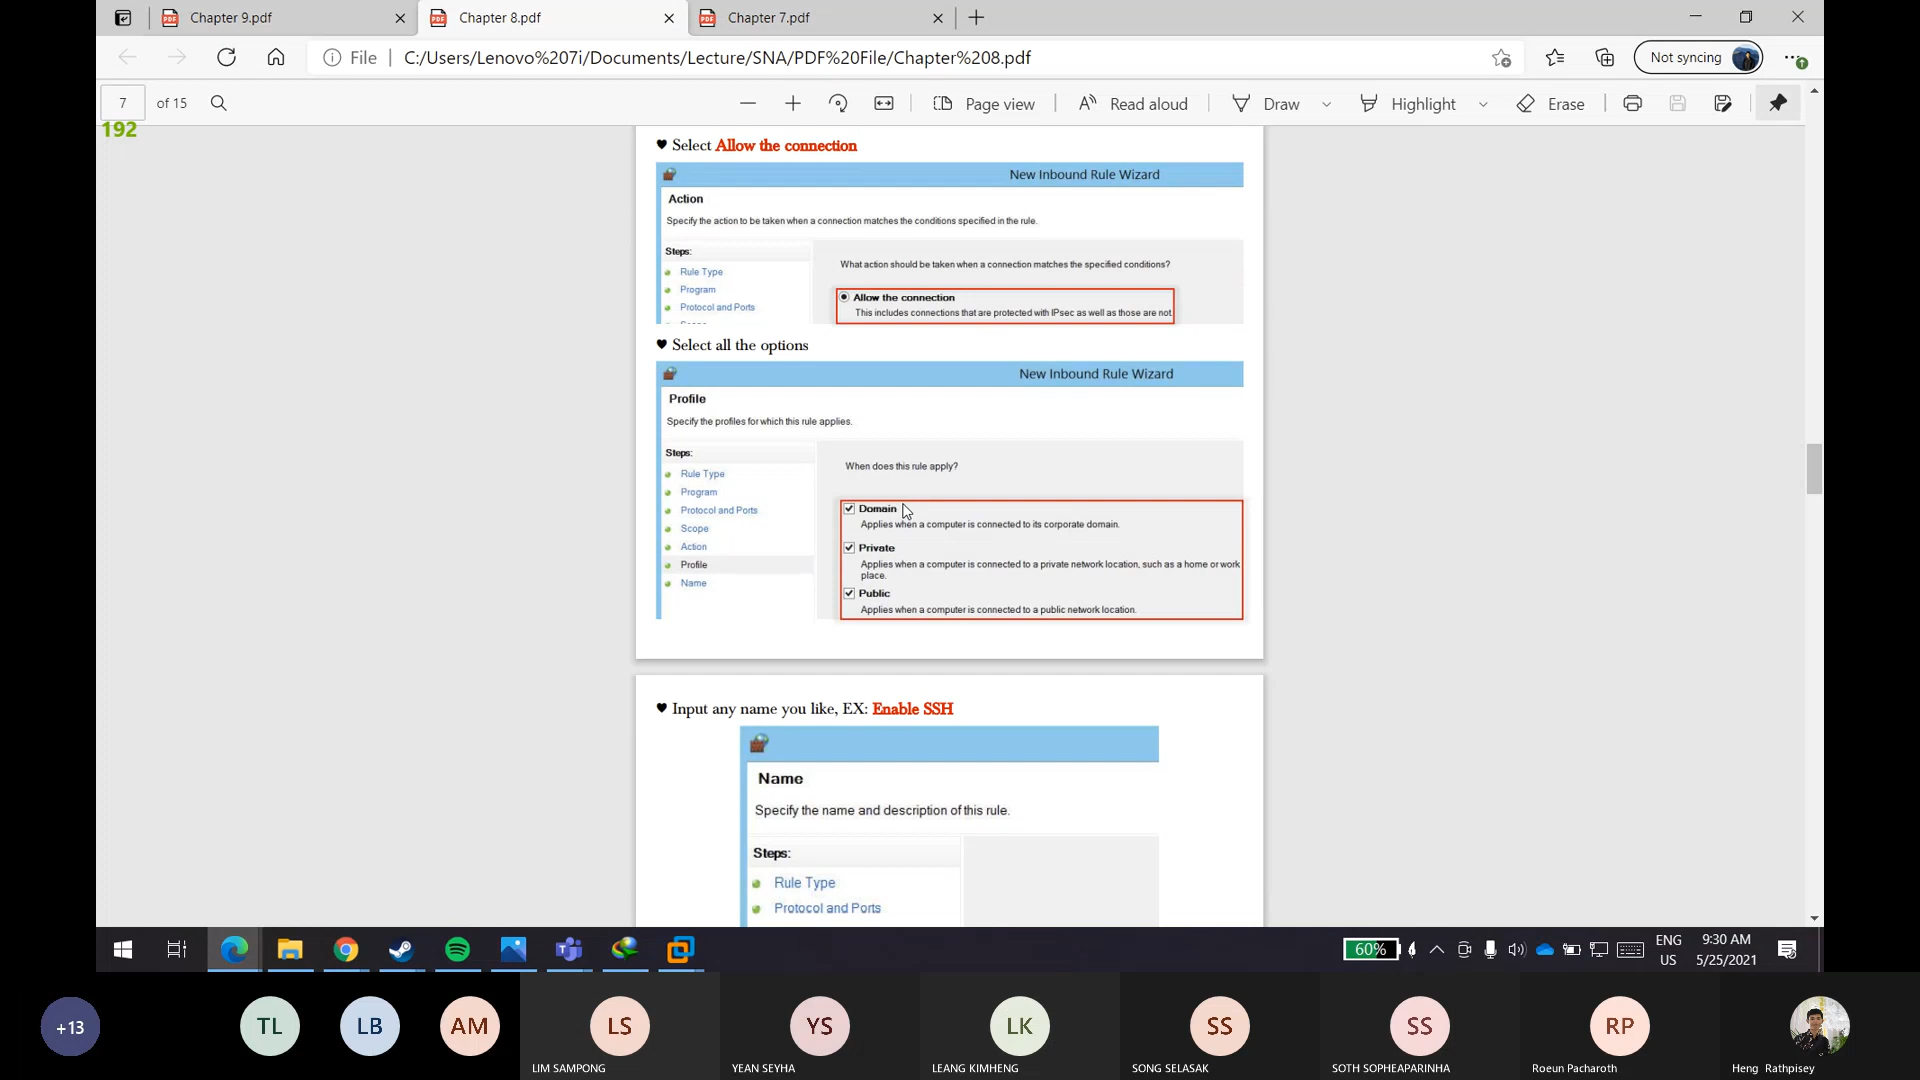 Chapter 9.pdf
Chapter 8.pdf
Chapter 7.pdf
File
C:/Users/Lenovo%207i/Documents/Lecture/SNA/PDF%20File/Chapter%208.pdf
Not syncing
7 of 15
Page view
Read aloud
Draw
Highlight
Erase
192
♥ Select Allow the connection
New Inbound Rule Wizard
Action
Specify the action to be taken when a connection matches the conditions specified in the rule.
Steps:
What action should be taken when a connection matches the specified conditions?
Rule Type
Program
Protocol and Ports
Allow the connection
This includes connections that are protected with IPsec as well as those are not.
♥ Select all the options
New Inbound Rule Wizard
Profile
Specify the profiles for which this rule applies.
Steps:
Rule Type
Program
Protocol and Ports
Scope
Action
Profile
Name
When does this rule apply?
Domain
Applies when a computer is connected to its corporate domain.
Private
Applies when a computer is connected to a private network location, such as a home or work
place.
Public
Applies when a computer is connected to a public network location.
♥ Input any name you like, EX: Enable SSH
Name
Specify the name and description of this rule.
Steps:
Rule Type
Protocol and Ports
60%
ENG
US
9:30 AM
5/25/2021
+13
TL
LB
AM
LS
YS
LK
SS
SS
RP
LIM SAMPONG
YEAN SEYHA
LEANG KIMHENG
SONG SELASAK
SOTH SOPHEAPARINHA
Roeun Pacharoth
Heng Rathpisey